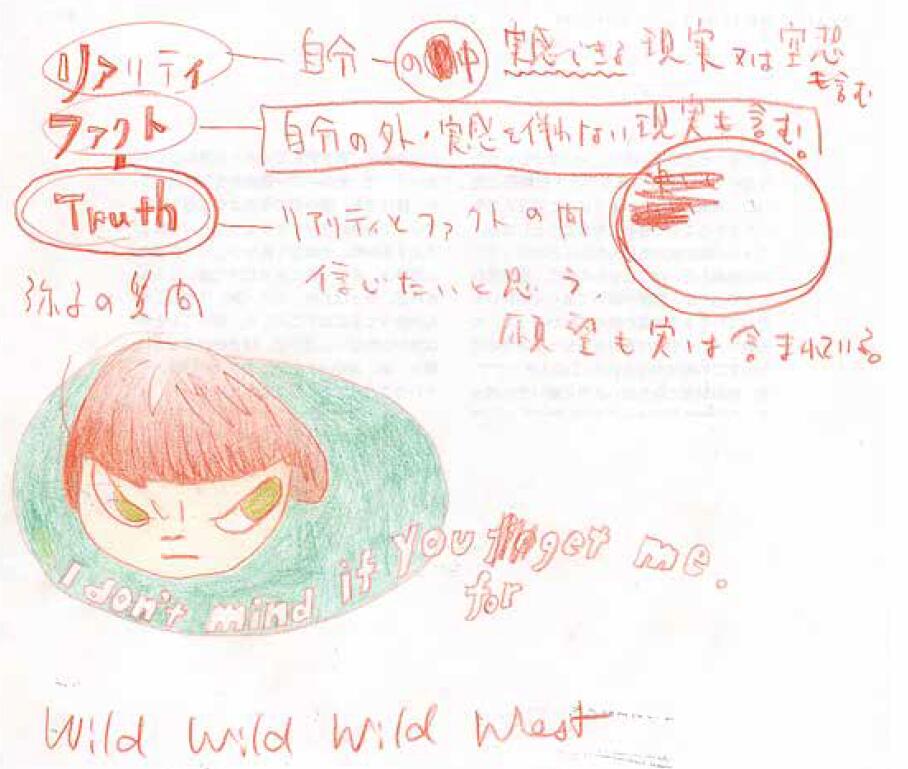 リアリティ 自分 の中 実感できる 現実 又は空想
も含む
ファクト 自分の外・実感を伴わない現実も含む。
Truth リアリティとファクトの間
信じたいと思う
弥子の質問
願望も実は含まれている。
I don't mind if you forget me.
for
Wild Wild Wild West